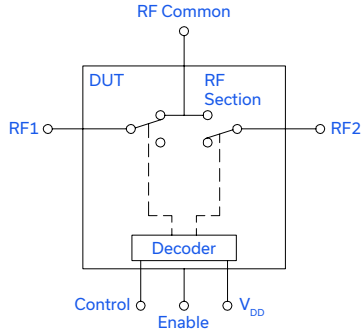 RF Common
DUT
RF
Section
RF1
RF2
Decoder
Control
Enable
VDD